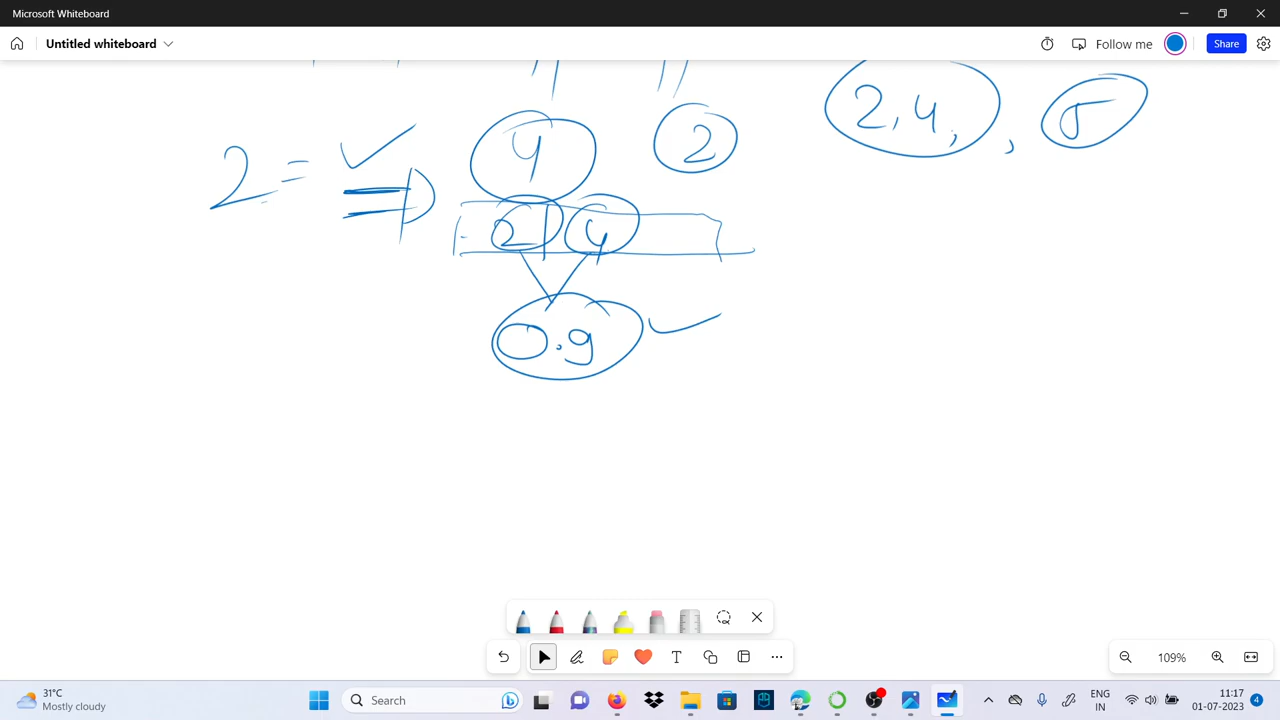 Microsoft Whiteboard
Untitled whiteboard
Follow me
Share
2, 4,
, 5
4
2
2 =
2 4
0.9
109%
31°C
Mostly cloudy
Search
ENG
IN
11:17
01-07-2023
4